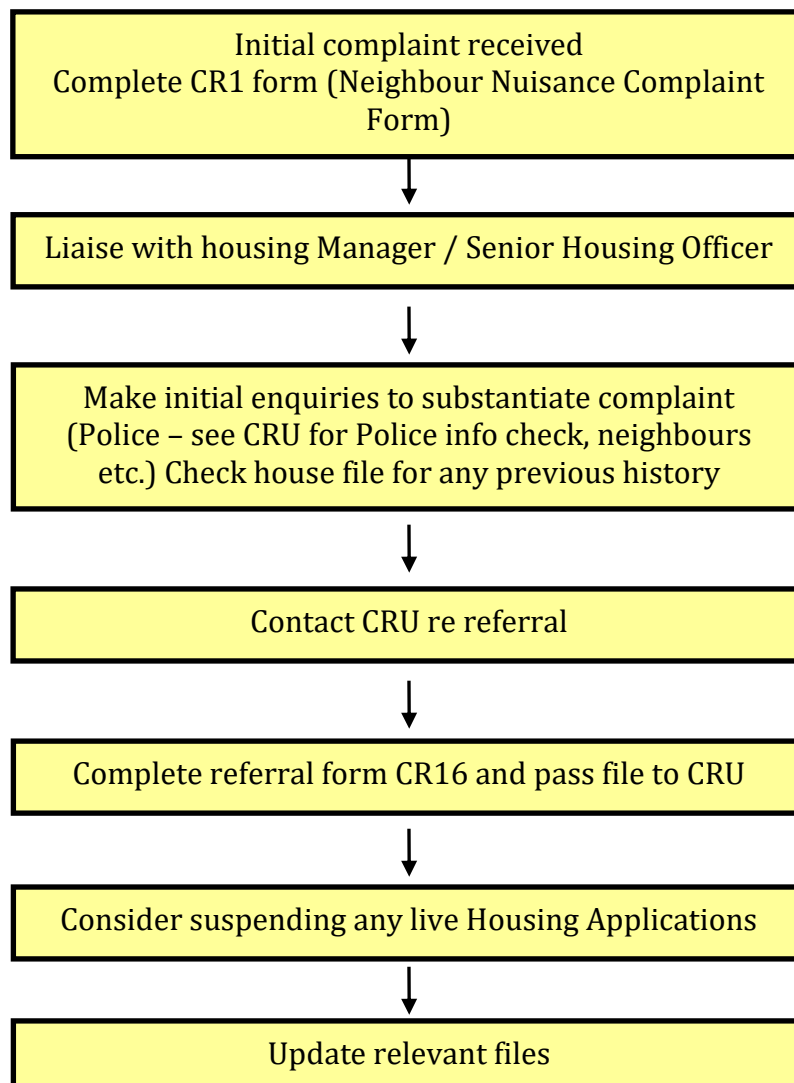 Initial complaint received
Complete CR1 form (Neighbour Nuisance Complaint
Form)
Liaise with housing Manager / Senior Housing Officer
Make initial enquiries to substantiate complaint
(Police – see CRU for Police info check, neighbours
etc.) Check house file for any previous history
Contact CRU re referral
Complete referral form CR16 and pass file to CRU
Consider suspending any live Housing Applications
Update relevant files